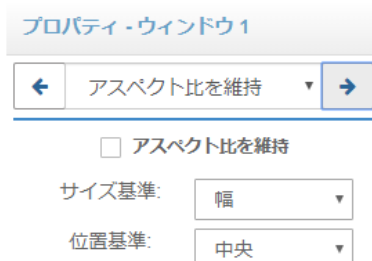 プロパティ - ウィンドウ 1
アスペクト比を維持
アスペクト比を維持
サイズ基準:
幅
位置基準:
中央